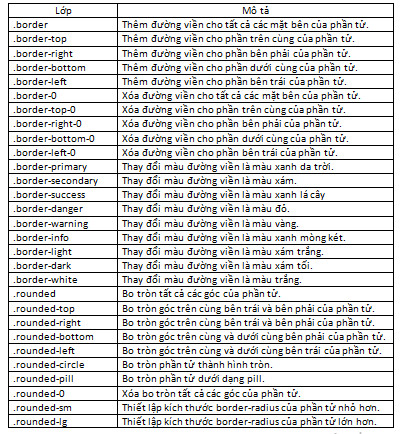 Lớp Mô tả
.border Thêm đường viền cho tất cả các mặt bên của phần tử.
.border-top Thêm đường viền cho phần trên cùng của phần tử.
.border-right Thêm đường viền cho phần bên phải của phần tử.
.border-bottom Thêm đường viền cho phần dưới cùng của phần tử.
.border-left Thêm đường viền cho phần bên trái của phần tử.
.border-0 Xóa đường viền cho tất cả các mặt bên của phần tử.
.border-top-0 Xóa đường viền cho phần trên cùng của phần tử.
.border-right-0 Xóa đường viền cho phần bên phải của phần tử.
.border-bottom-0 Xóa đường viền cho phần dưới cùng của phần tử.
.border-left-0 Xóa đường viền cho phần bên trái của phần tử.
.border-primary Thay đổi màu đường viền là màu xanh da trời.
.border-secondary Thay đổi màu đường viền là màu xám.
.border-success Thay đổi màu đường viền là màu xanh lá cây
.border-danger Thay đổi màu đường viền là màu đỏ.
.border-warning Thay đổi màu đường viền là màu vàng.
.border-info Thay đổi màu đường viền là màu xanh mòng két.
.border-light Thay đổi màu đường viền là màu xám trắng.
.border-dark Thay đổi màu đường viền là màu xám tối.
.border-white Thay đổi màu đường viền là màu trắng.
.rounded Bo tròn tất cả các góc của phần tử.
.rounded-top Bo tròn góc trên cùng bên trái và bên phải của phần tử.
.rounded-right Bo tròn góc trên cùng bên trái và bên phải của phần tử.
.rounded-bottom Bo tròn góc trên cùng và dưới cùng bên phải của phần tử.
.rounded-left Bo tròn góc trên cùng và dưới cùng bên trái của phần tử.
.rounded-circle Bo tròn phần tử thành hình tròn.
.rounded-pill Bo tròn phần tử dưới dạng pill.
.rounded-0 Xóa bo tròn tất cả các góc của phần tử.
.rounded-sm Thiết lập kích thước border-radius của phần tử nhỏ hơn.
.rounded-lg Thiết lập kích thước border-radius của phần tử lớn hơn.